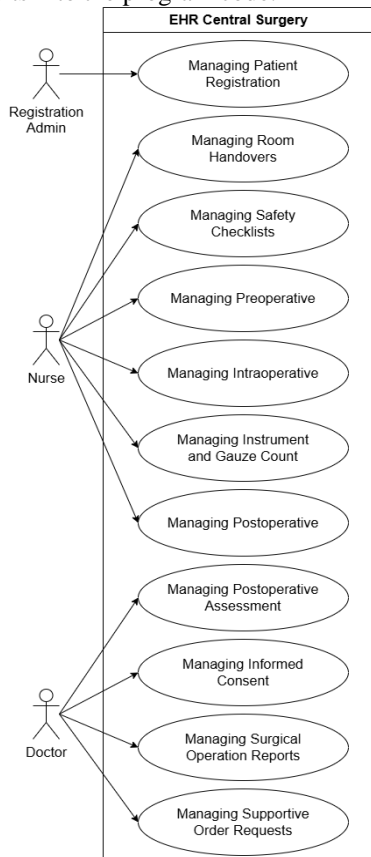 EHR Central Surgery
Managing Patient
Registration
Registration
Admin
Managing Room
Handovers
Managing Safety
Checklists
Managing Preoperative
Managing Intraoperative
Nurse
Managing Instrument
and Gauze Count
Managing Postoperative
Managing Postoperative
Assessment
Managing Informed
Consent
Doctor
Managing Surgical
Operation Reports
Managing Supportive
Order Requests